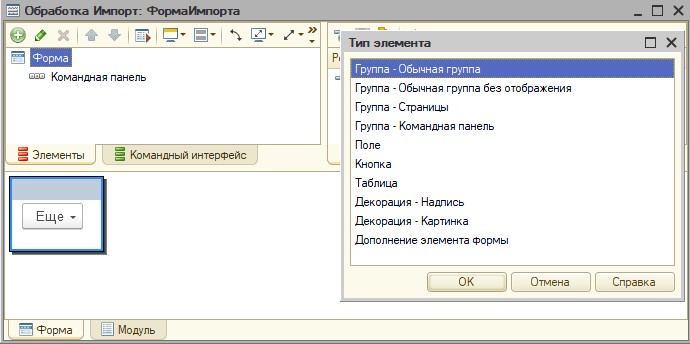 Обработка Импорт: ФормаИмпорта
Форма
Командная панель
Элементы
Командный интерфейс
Еще
Форма
Модуль
Тип элемента
Группа - Обычная группа
Группа - Обычная группа без отображения
Группа - Страницы
Группа - Командная панель
Поле
Кнопка
Таблица
Декорация - Надпись
Декорация - Картинка
Дополнение элемента формы
OK
Отмена
Справка